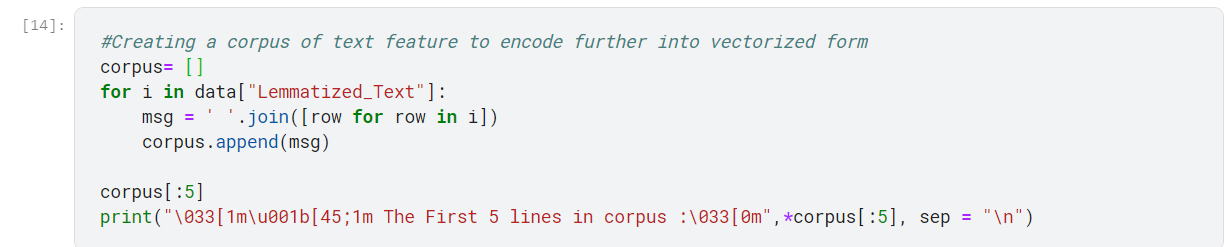 [14]:
#Creating a corpus of text feature to encode further into vectorized form
corpus= []
for i in data["Lemmatized_Text"]:
    msg = ' '.join([row for row in i])
    corpus.append(msg)

corpus[:5]
print("\033[1m\u001b[45;1m The First 5 lines in corpus :\033[0m",*corpus[:5], sep = "\n")